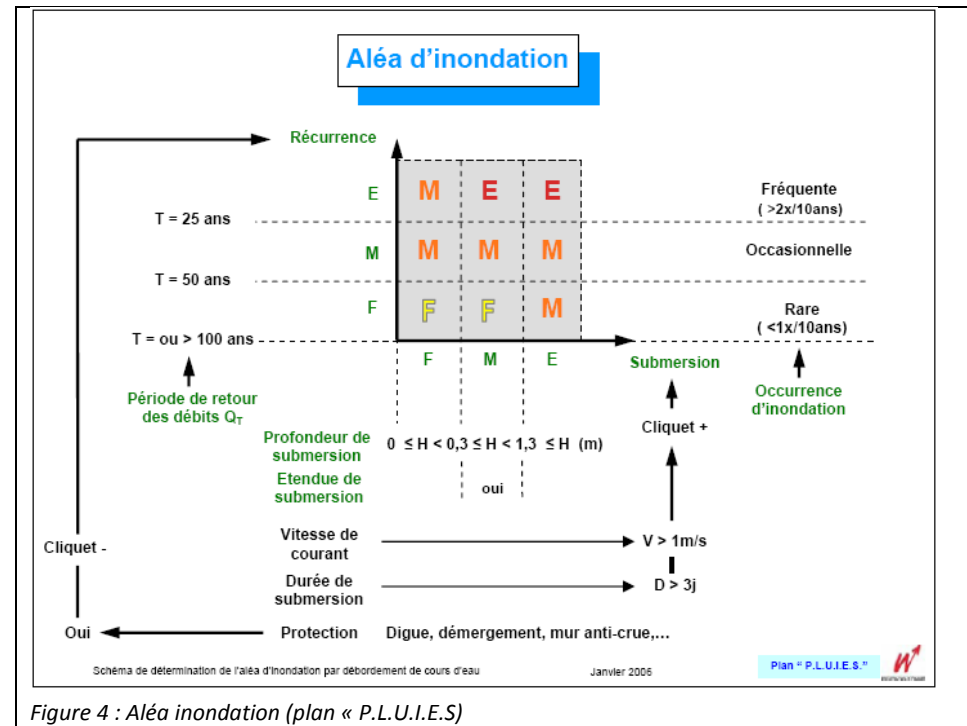 Aléa d'inondation
Récurrence
E M E E Fréquente
( >2x/10ans)
T = 25 ans
M M M M Occasionnelle
T = 50 ans
F F F M Rare
( <1x/10ans)
T = ou > 100 ans
F M E
Submersion
Période de retour
des débits QT
Occurrence
d'inondation
Cliquet +
Profondeur de
submersion
0 ≤ H < 0,3 ≤ H < 1,3 ≤ H (m)
Etendue de
submersion
oui
Vitesse de
courant
V > 1m/s
Cliquet -
Durée de
submersion
D > 3j
Oui Protection Digue, démergement, mur anti-crue,…
Schéma de détermination de l'aléa d'inondation par débordement de cours d'eau Janvier 2006
Plan “ P.L.U.I.E.S.”
Figure 4 : Aléa inondation (plan « P.L.U.I.E.S)